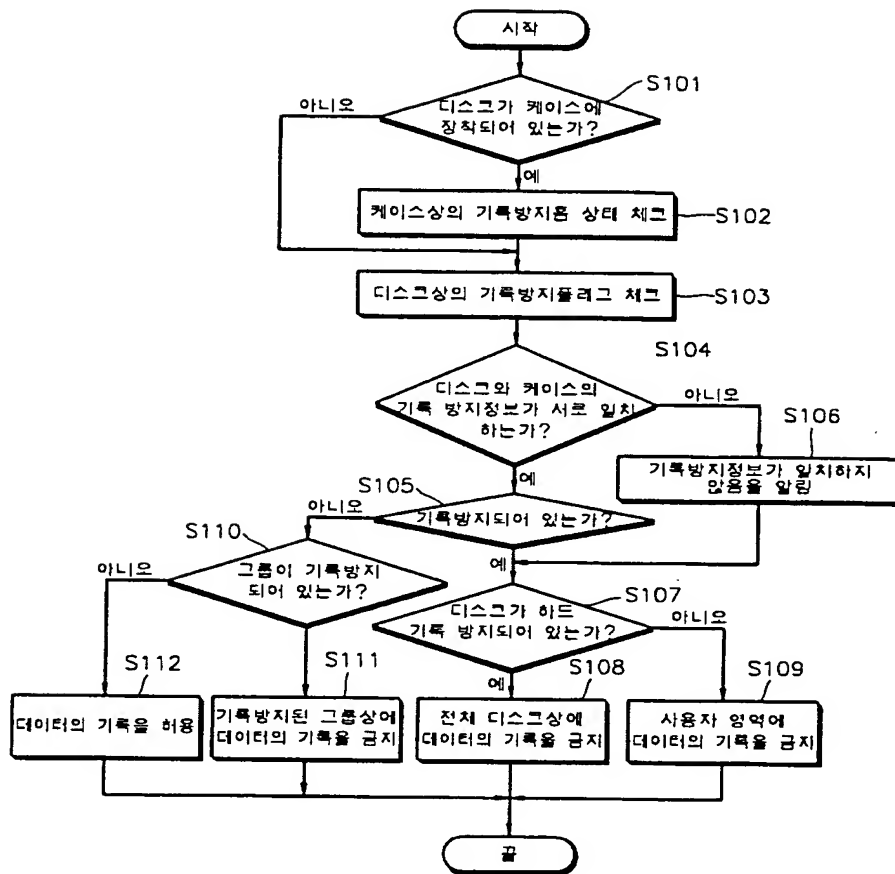 시작
S101
아니오
디스크가 케이스에
장착되어 있는가?
예
케이스상의 기록방지홈 상태 체크
S102
디스크상의 기록방지플래그 체크
S103
S104
디스크와 케이스의
기록 방지정보가 서로 일치
하는가?
아니오
S106
기록방지정보가 일치하지
않음을 알림
예
S105
아니오
기록방지되어 있는가?
S110
아니오
그룹이 기록방지
되어 있는가?
예
S107
디스크가 하드
기록 방지되어 있는가?
아니오
S112
데이터의 기록을 허용
S111
기록방지된 그룹상에
데이터의 기록을 금지
예
S108
전체 디스크상에
데이터의 기록을 금지
S109
사용자 영역에
데이터의 기록을 금지
끝